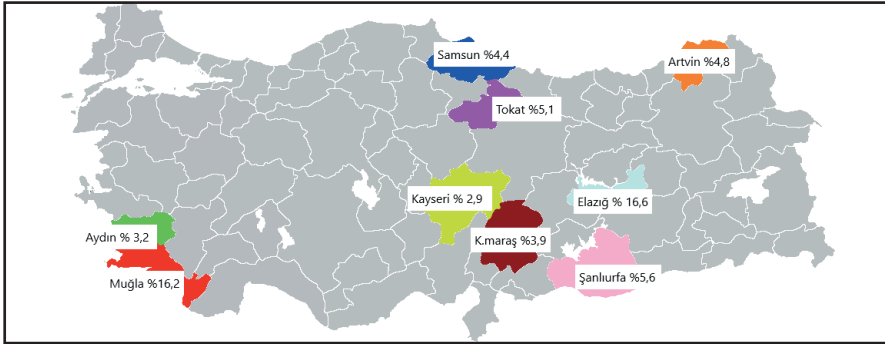 Samsun %4,4
Artvin %4,8
Tokat %5,1
Kayseri % 2,9
Elazığ % 16,6
Aydın % 3,2
K.maraş %3,9
Muğla %16,2
Şanlıurfa %5,6